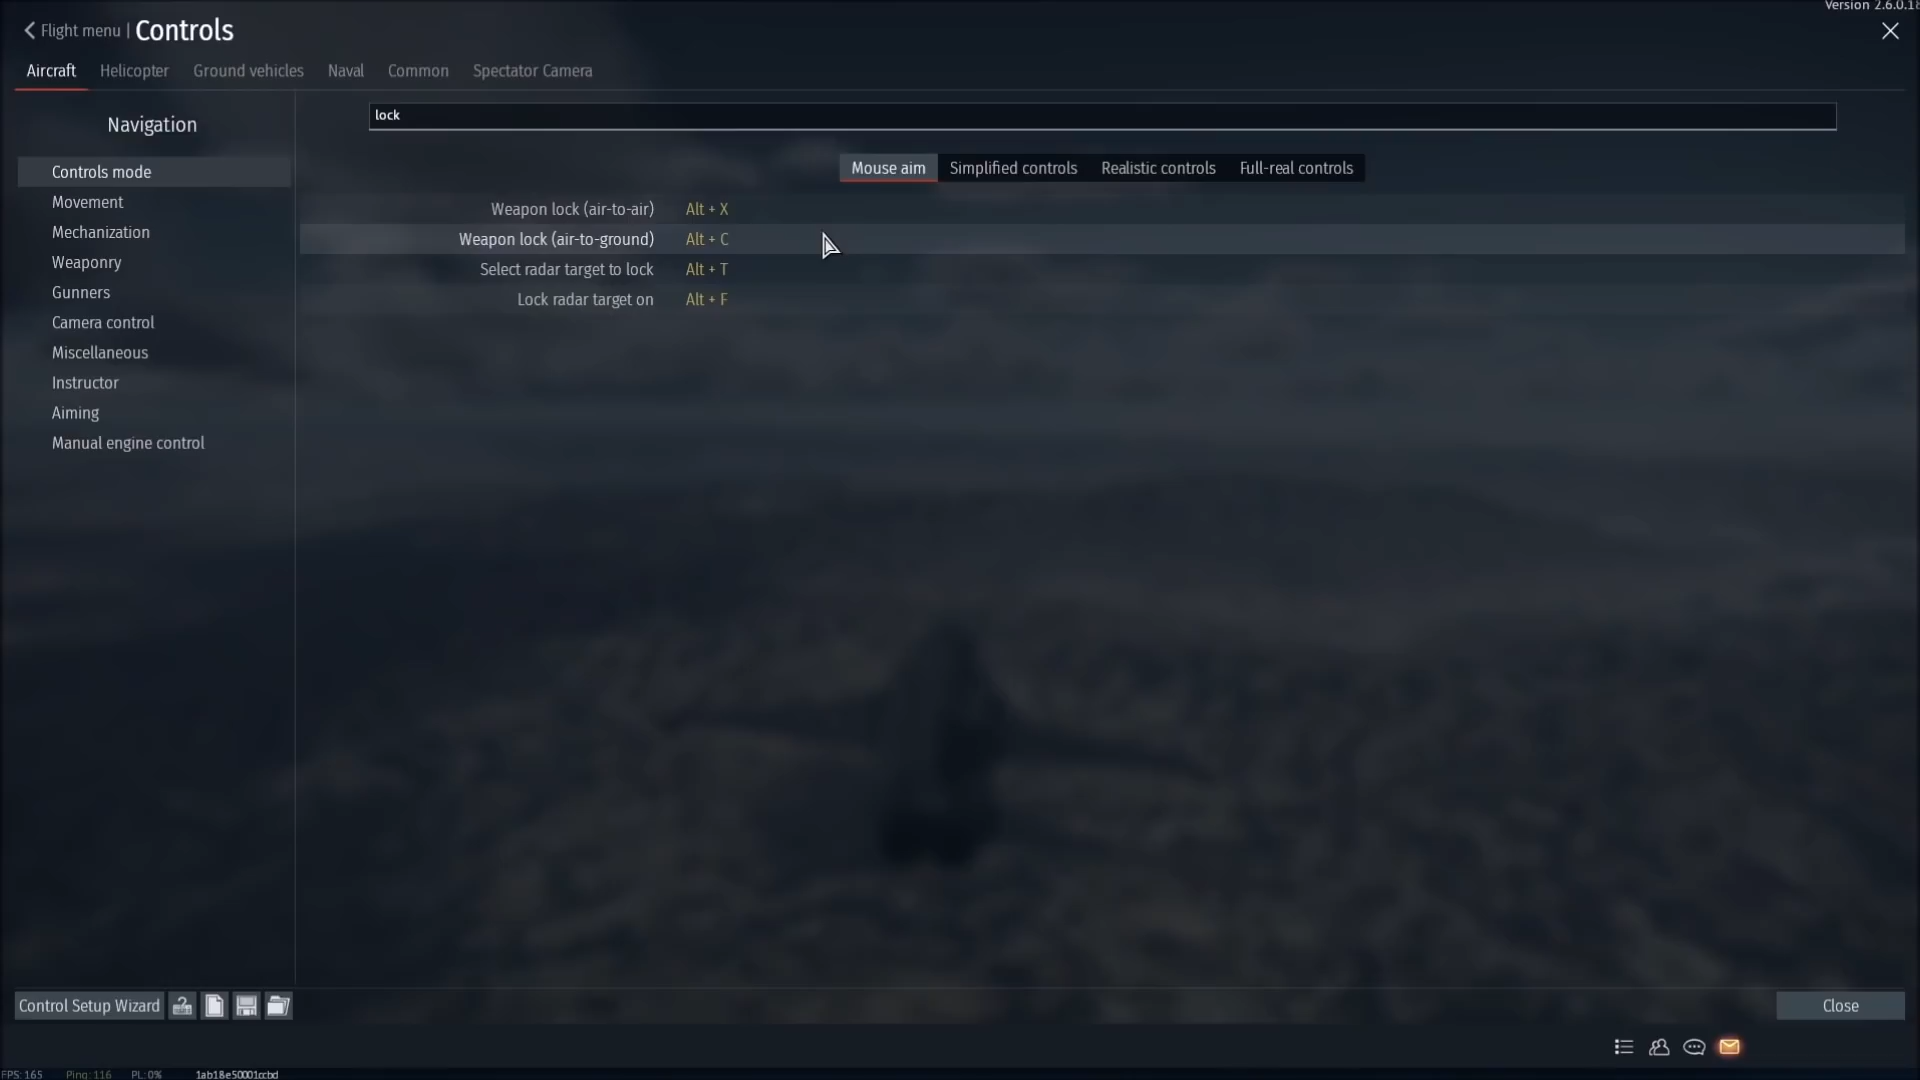 Version 2.6.0.18
Flight menu | Controls
Aircraft Helicopter Ground vehicles Naval Common Spectator Camera
Navigation
lock
Controls mode
Movement
Mechanization
Weaponry
Gunners
Camera control
Miscellaneous
Instructor
Aiming
Manual engine control
Mouse aim Simplified controls Realistic controls Full-real controls
Weapon lock (air-to-air) Alt + X
Weapon lock (air-to-ground) Alt + C
Select radar target to lock Alt + T
Lock radar target on Alt + F
Control Setup Wizard
Close
FPS: 165 Ping: 116 PL: 0% 1ab18e50001ccbd